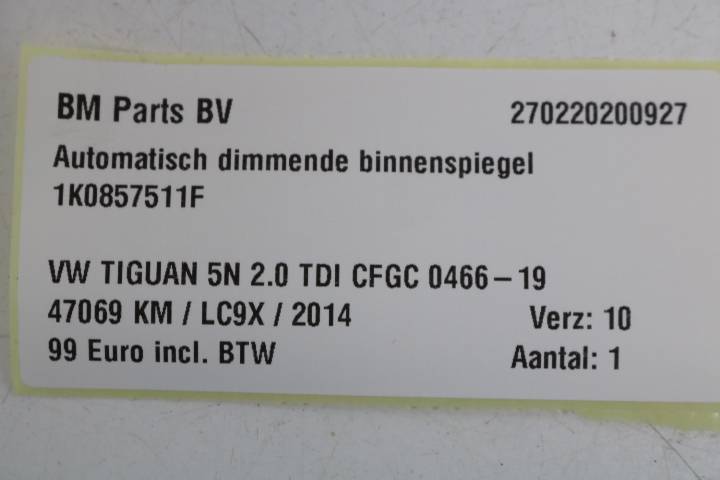 BM Parts BV 270220200927
Automatisch dimmende binnenspiegel
1K0857511F
VW TIGUAN 5N 2.0 TDI CFGC 0466-19
47069 KM / LC9X / 2014 Verz: 10
99 Euro incl. BTW Aantal: 1